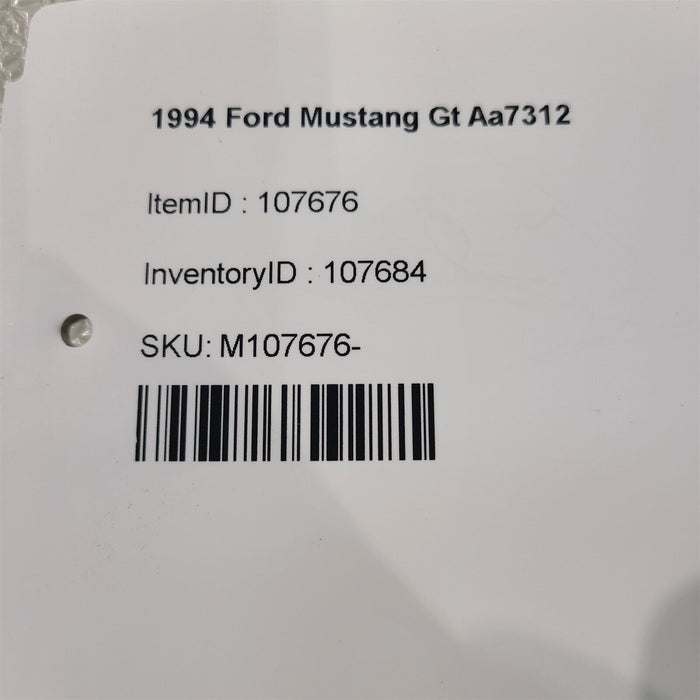 1994 Ford Mustang Gt Aa7312
ItemID : 107676
InventoryID : 107684
SKU: M107676-